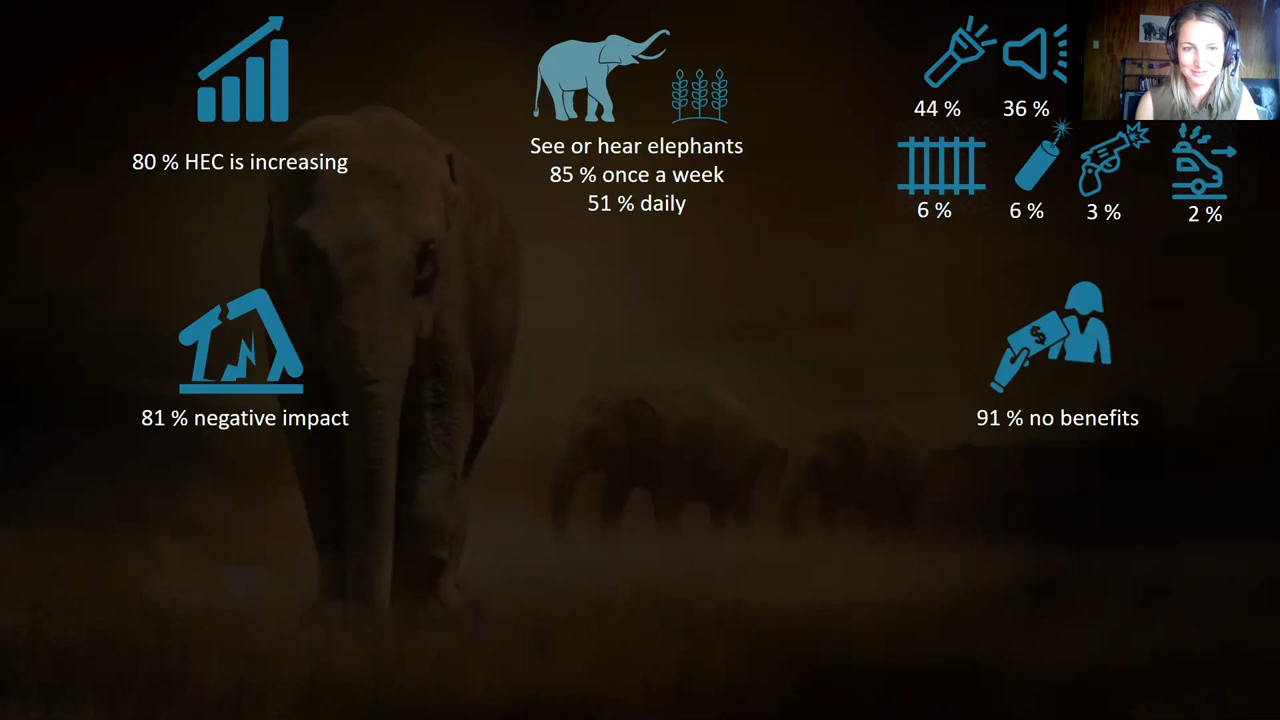 80 % HEC is increasing
See or hear elephants
85 % once a week
51 % daily
44 %
36 %
6 %
6 %
3 %
2 %
81 % negative impact
$
91 % no benefits